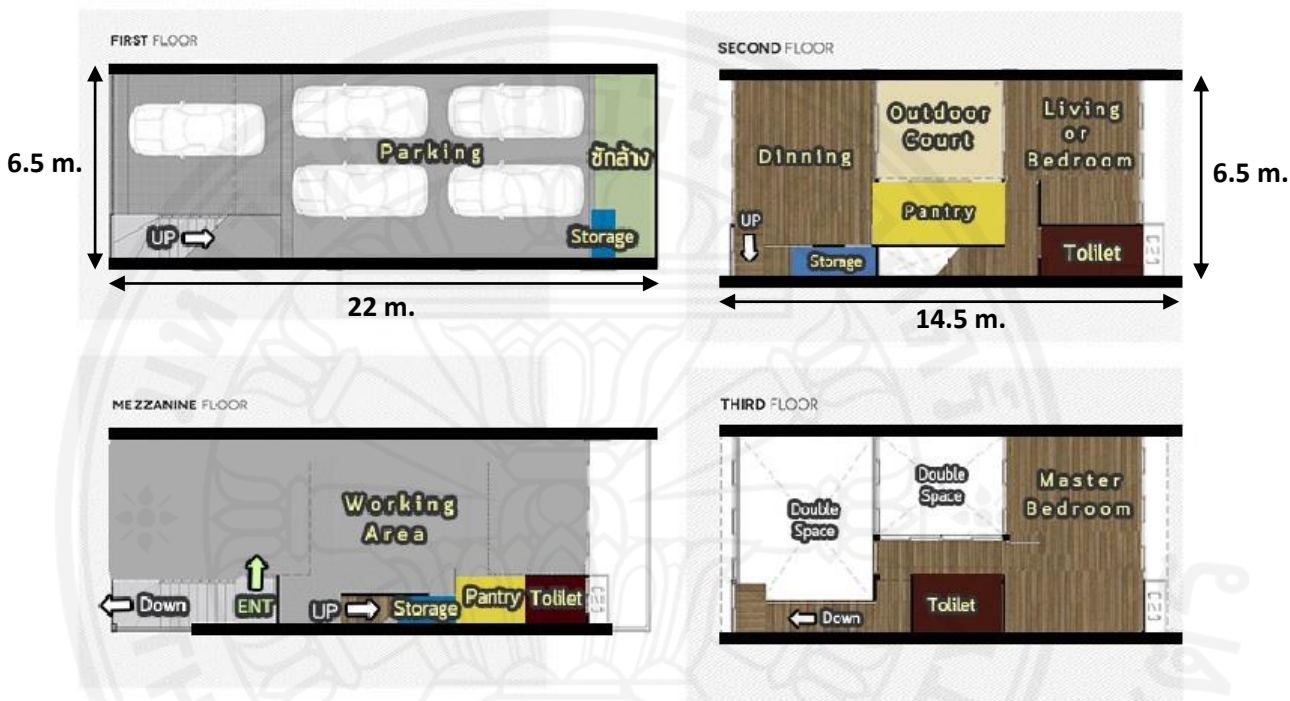 FIRST FLOOR
6.5 m.
Parking
ซักล้าง
UP
Storage
22 m.
SECOND FLOOR
Outdoor
Court
Living
or
Bedroom
Dinning
6.5 m.
Pantry
UP
Storage
Tolilet
14.5 m.
MEZZANINE FLOOR
Working
Area
Down
ENT
UP
Storage
Pantry
Tolilet
THIRD FLOOR
Double
Space
Double
Space
Master
Bedroom
Tolilet
Down